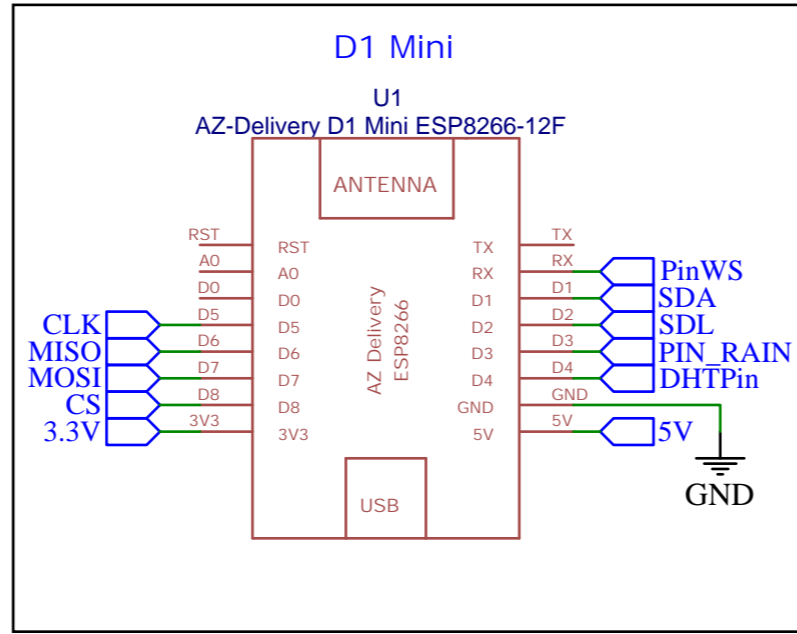 D1 Mini
U1
AZ-Delivery D1 Mini ESP8266-12F
ANTENNA
RST RST TX TX
A0 A0 RX RX PinWS
D0 D0 D1 D1 SDA
CLK D5 D5 D2 D2 SDL
MISO D6 D6 D3 D3 PIN_RAIN
MOSI D7 D7 D4 D4 DHTPin
CS D8 D8 GND GND
3.3V 3V3 3V3 5V 5V 5V
AZ Delivery
ESP8266
USB
GND